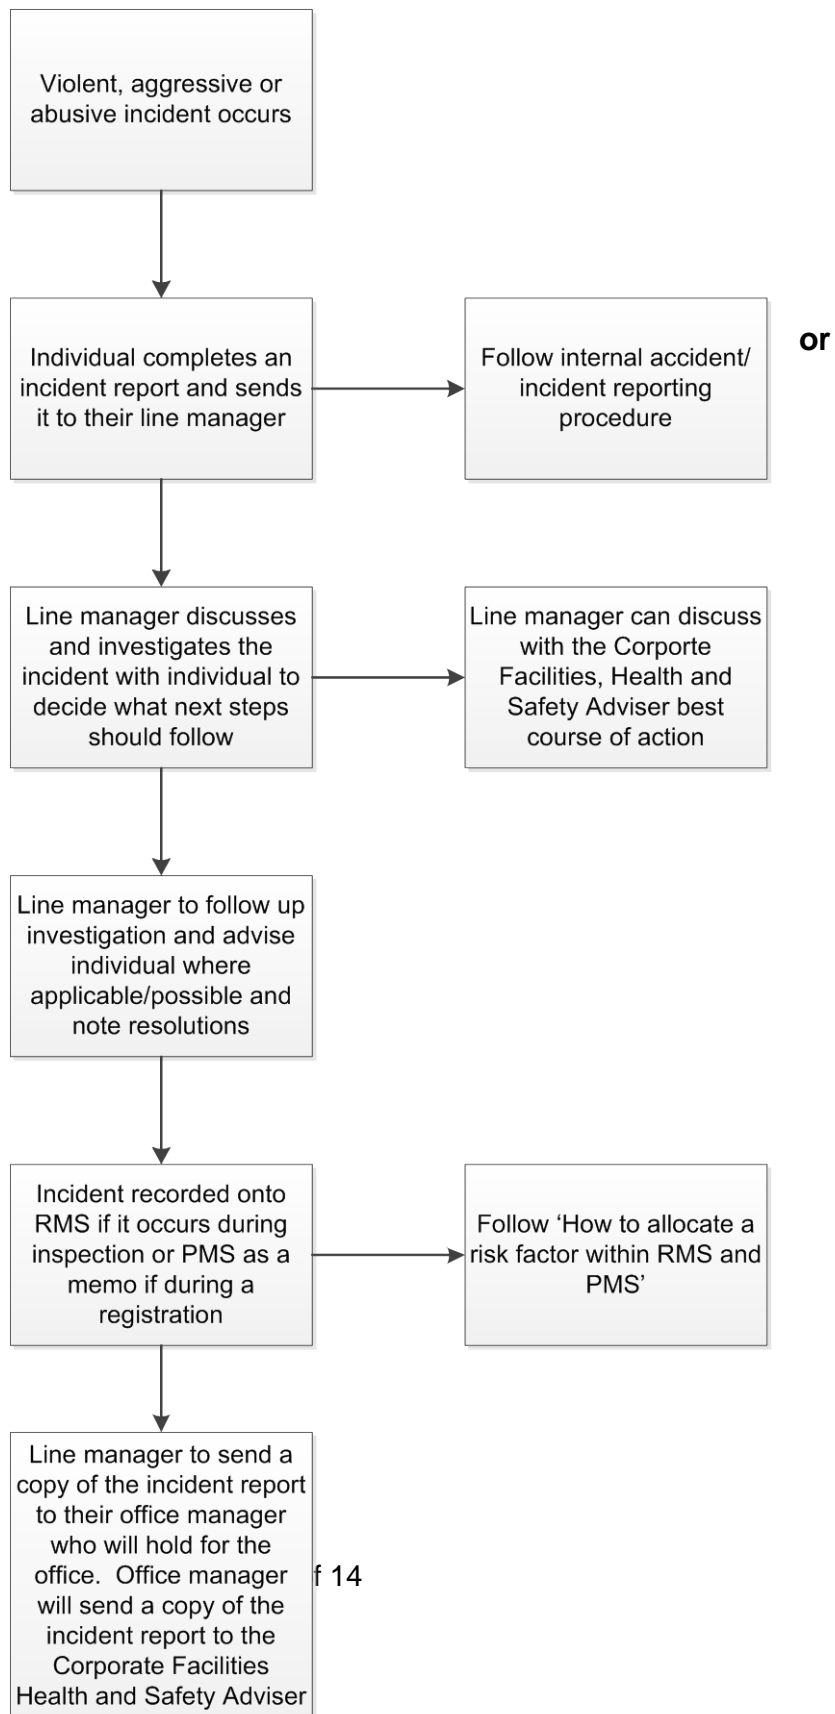 Violent, aggressive or
abusive incident occurs
Individual completes an
incident report and sends
it to their line manager
Follow internal accident/
incident reporting
procedure
or
Line manager discusses
and investigates the
incident with individual to
decide what next steps
should follow
Line manager can discuss
with the Corporte
Facilities, Health and
Safety Adviser best
course of action
Line manager to follow up
investigation and advise
individual where
applicable/possible and
note resolutions
Incident recorded onto
RMS if it occurs during
inspection or PMS as a
memo if during a
registration
Follow ‘How to allocate a
risk factor within RMS and
PMS’
Line manager to send a
copy of the incident report
to their office manager
who will hold for the
office.  Office manager
will send a copy of the
incident report to the
Corporate Facilities
Health and Safety Adviser
f 14